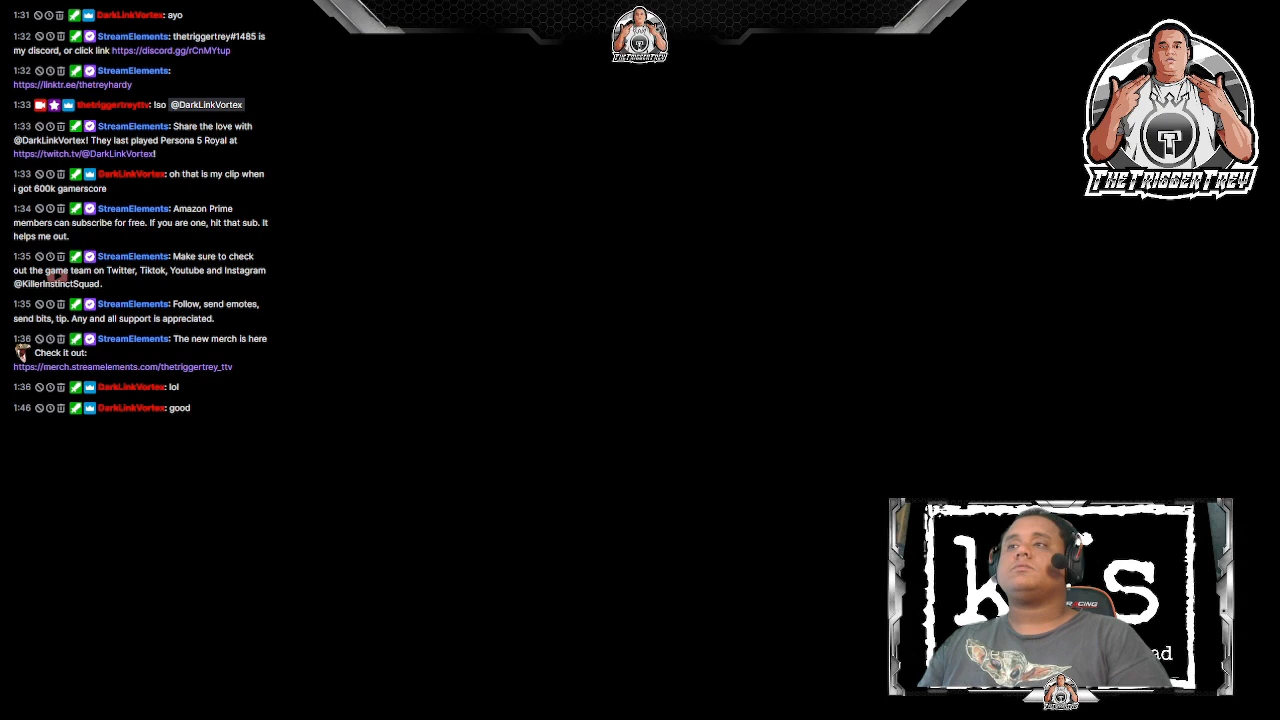 1:31 DarkLinkVortex: ayo
1:32 StreamElements: thetriggertrey#1485 is
my discord, or click link https://discord.gg/rCnMYtup
1:32 StreamElements:
https://linktr.ee/thetreyhardy
1:33 thetriggertreyttv: !so @DarkLinkVortex
1:33 StreamElements: Share the love with
@DarkLinkVortex! They last played Persona 5 Royal at
https://twitch.tv/@DarkLinkVortex!
1:33 DarkLinkVortex: oh that is my clip when
i got 600k gamerscore
1:34 StreamElements: Amazon Prime
members can subscribe for free. If you are one, hit that sub. It
helps me out.
1:35 StreamElements: Make sure to check
out the game team on Twitter, Tiktok, Youtube and Instagram
@KillerInstinctSquad.
1:35 StreamElements: Follow, send emotes,
send bits, tip. Any and all support is appreciated.
1:36 StreamElements: The new merch is here
Check it out:
https://merch.streamelements.com/thetriggertrey_ttv
1:36 DarkLinkVortex: lol
1:46 DarkLinkVortex: good
THETRIGGERTREY
T
THETRIGGERTREY
T
k s
RACING
ad